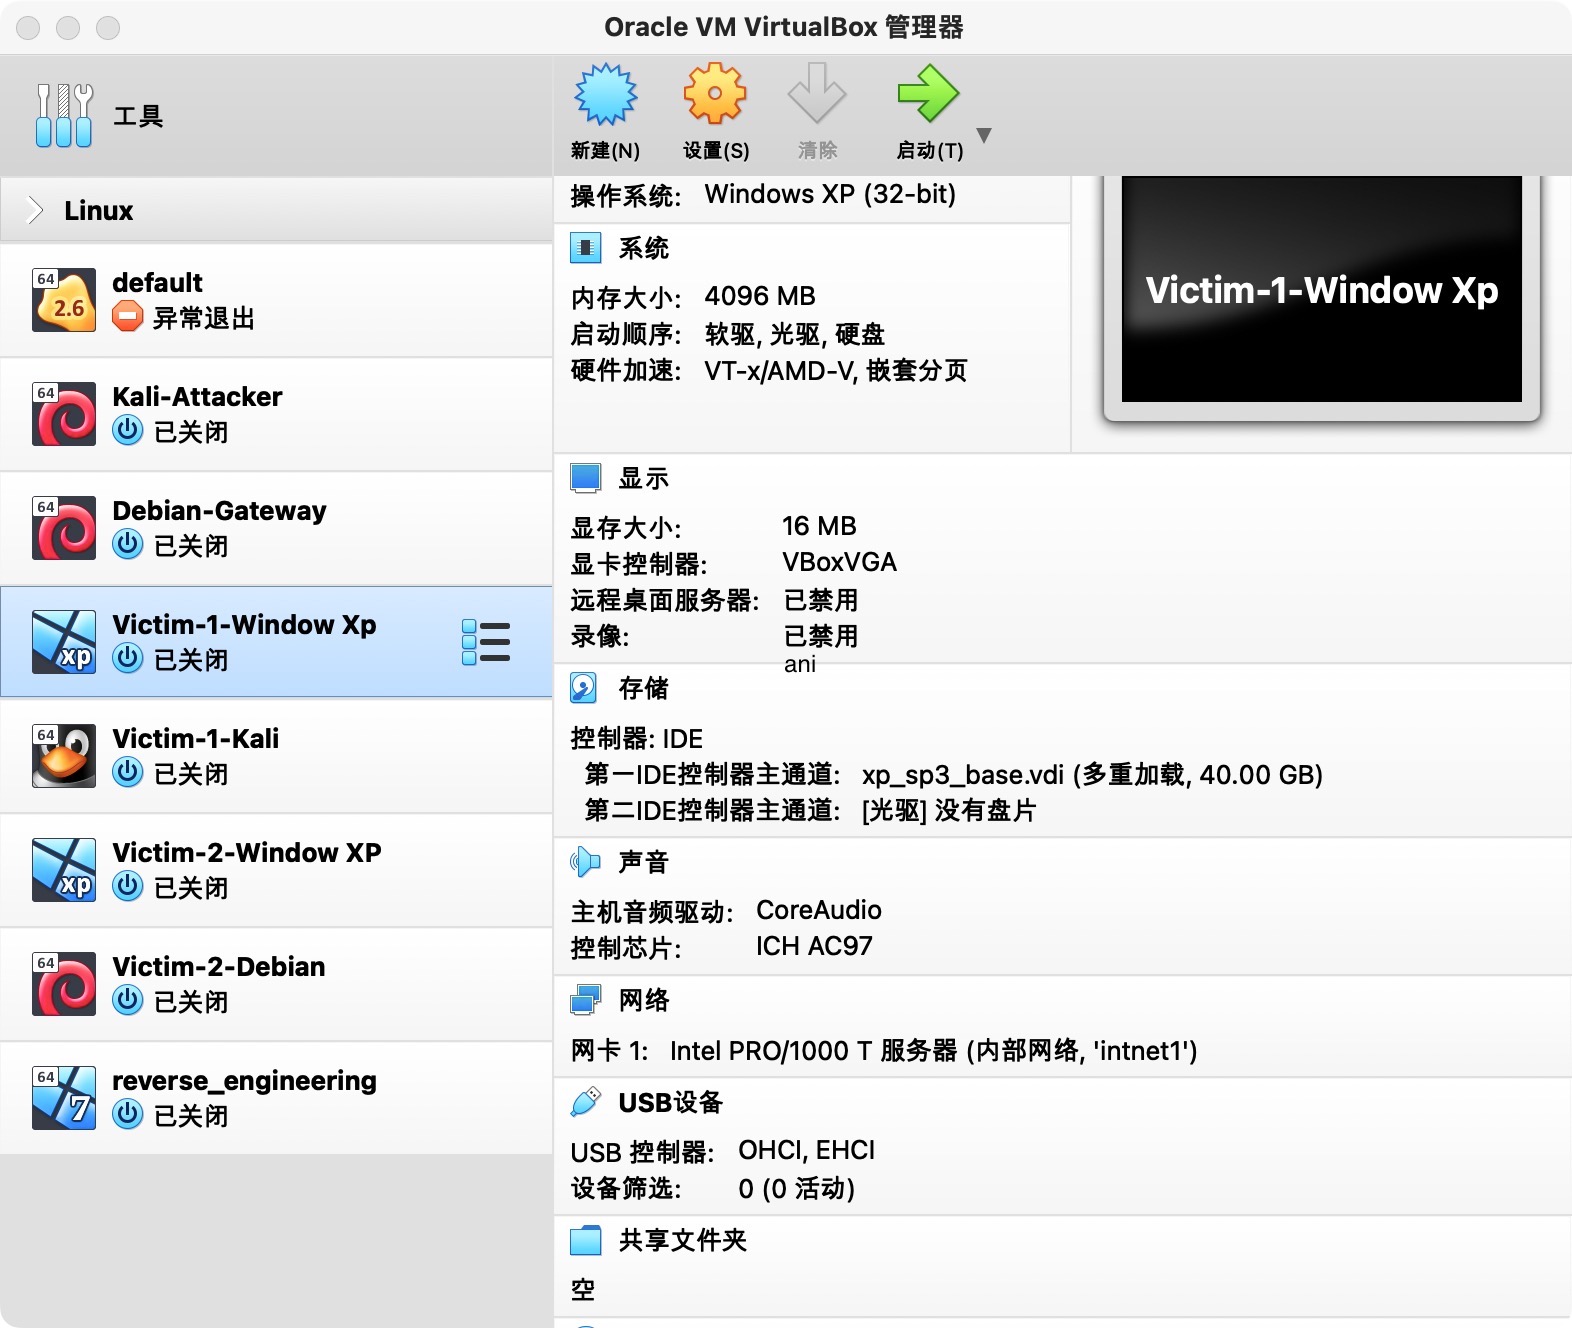 Oracle VM VirtualBox 管理器
工具
新建(N)
设置(S)
清除
启动(T)
Linux
64
2.6
default
异常退出
64
Kali-Attacker
已关闭
64
Debian-Gateway
已关闭
xp
Victim-1-Window Xp
已关闭
64
Victim-1-Kali
已关闭
xp
Victim-2-Window XP
已关闭
64
Victim-2-Debian
已关闭
64
7
reverse_engineering
已关闭
操作系统: Windows XP (32-bit)
系统
内存大小: 4096 MB
启动顺序: 软驱, 光驱, 硬盘
硬件加速: VT-x/AMD-V, 嵌套分页
Victim-1-Window Xp
显示
显存大小: 16 MB
显卡控制器: VBoxVGA
远程桌面服务器: 已禁用
录像: 已禁用
ani
存储
控制器: IDE
第一IDE控制器主通道: xp_sp3_base.vdi (多重加载, 40.00 GB)
第二IDE控制器主通道: [光驱] 没有盘片
声音
主机音频驱动: CoreAudio
控制芯片: ICH AC97
网络
网卡 1: Intel PRO/1000 T 服务器 (内部网络, 'intnet1')
USB设备
USB 控制器: OHCI, EHCI
设备筛选: 0 (0 活动)
共享文件夹
空